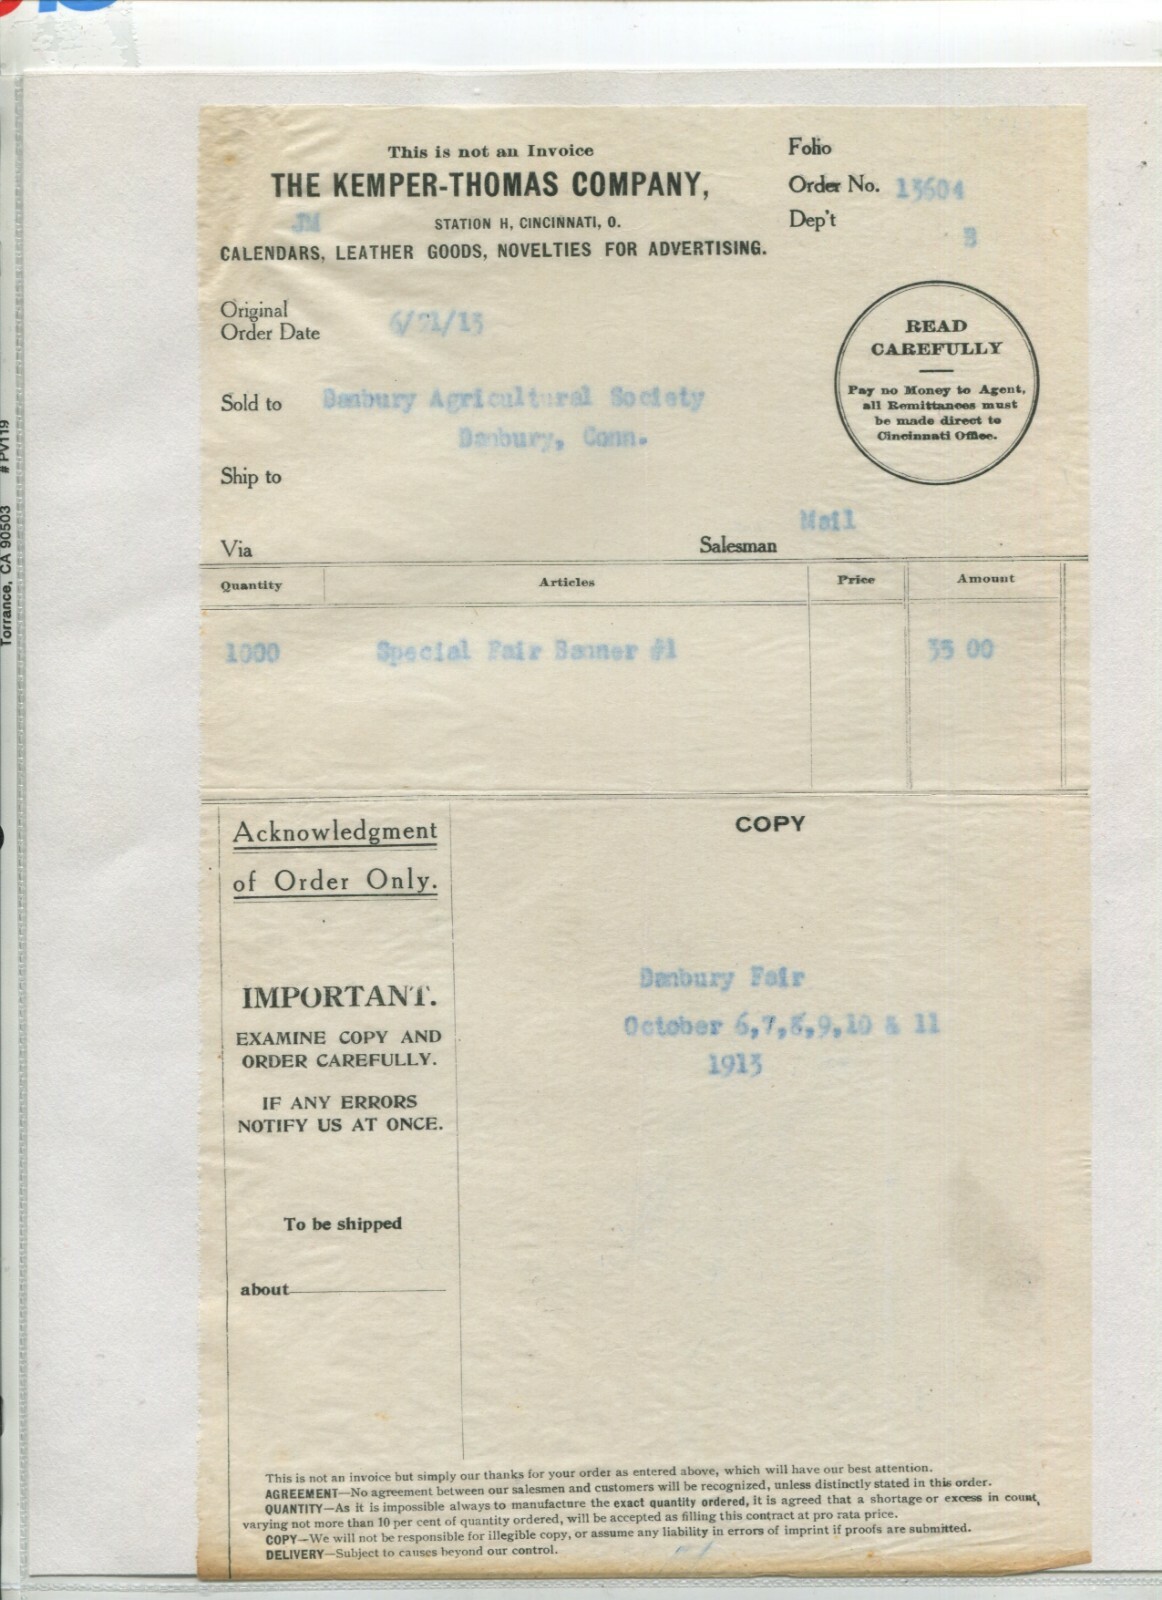 This is not an Invoice
THE KEMPER-THOMAS COMPANY,
JM
STATION H, CINCINNATI, O.
CALENDARS, LEATHER GOODS, NOVELTIES FOR ADVERTISING.
Folio
Order No. 13604
Dep't
B
Original
Order Date
Sold to Danbury Agricultural Society
Danbury, Conn.
Ship to
READ
CAREFULLY
Pay no Money to Agent,
all Remittances must
be made direct to
Cincinnati Office.
Via
Salesman Mail
Quantity Articles Price Amount
1000 Special Fair Banner #1 35 00
Acknowledgment
of Order Only.
IMPORTANT.
EXAMINE COPY AND
ORDER CAREFULLY.
IF ANY ERRORS
NOTIFY US AT ONCE.
To be shipped
about
COPY
Danbury Fair
October 6,7,8,9,10 & 11
1913
This is not an invoice but simply our thanks for your order as entered above, which will have our best attention.
AGREEMENT—No agreement between our salesmen and customers will be recognized, unless distinctly stated in this order.
QUANTITY—As it is impossible always to manufacture the exact quantity ordered, it is agreed that a shortage or excess in count,
varying not more than 10 per cent of quantity ordered, will be accepted as filling this contract at pro rata price.
COPY—We will not be responsible for illegible copy, or assume any liability in errors of imprint if proofs are submitted.
DELIVERY—Subject to causes beyond our control.
Torrance, CA 90503 #PV119